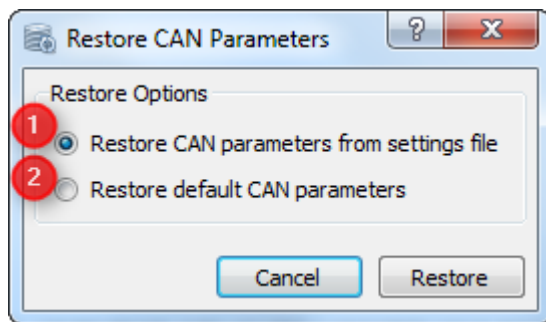 Restore CAN Parameters
?
Restore Options
1
Restore CAN parameters from settings file
2
Restore default CAN parameters
Cancel Restore